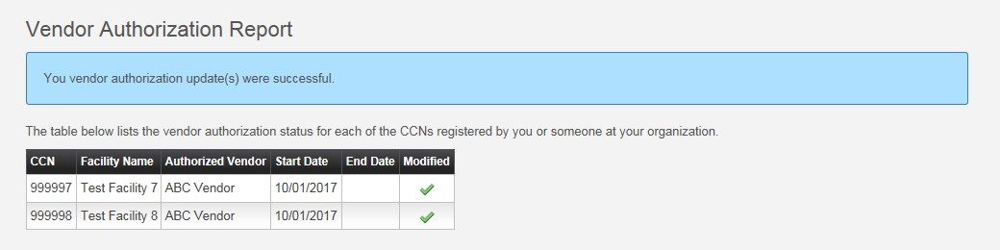 Vendor Authorization Report
You vendor authorization update(s) were successful.
The table below lists the vendor authorization status for each of the CCNs registered by you or someone at your organization.
CCN Facility Name Authorized Vendor Start Date End Date Modified
999997 Test Facility 7 ABC Vendor 10/01/2017
999998 Test Facility 8 ABC Vendor 10/01/2017